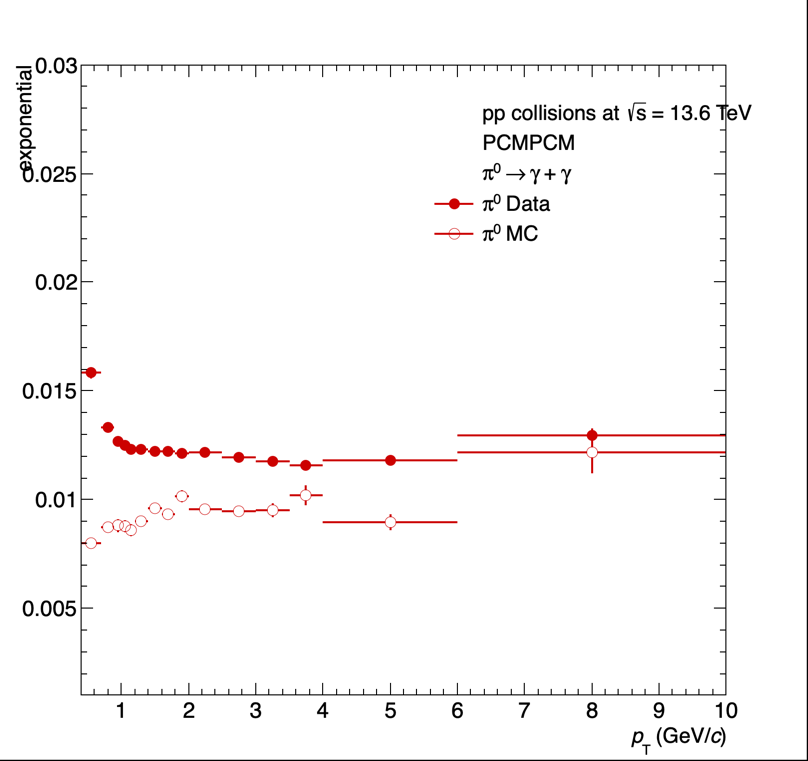 0.03
exponential
pp collisions at √s = 13.6 TeV
PCMPCM
π⁰ → γ + γ
π⁰ Data
π⁰ MC
0.025
0.02
0.015
0.01
0.005
1 2 3 4 5 6 7 8 9 10
p_T (GeV/c)